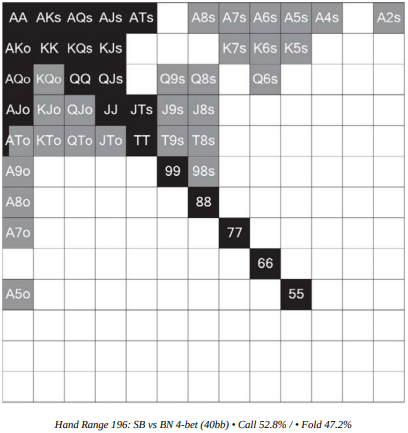 AA AKs AQs AJs ATs A8s A7s A6s A5s A4s A2s
AKo KK KQs KJs K7s K6s K5s
AQo KQo QQ QJs Q9s Q8s Q6s
AJo KJo QJo JJ JTs J9s J8s
ATo KTo QTo JTo TT T9s T8s
A9o 99 98s
A8o 88
A7o 77
66
A5o 55
Hand Range 196: SB vs BN 4-bet (40bb) • Call 52.8% / • Fold 47.2%